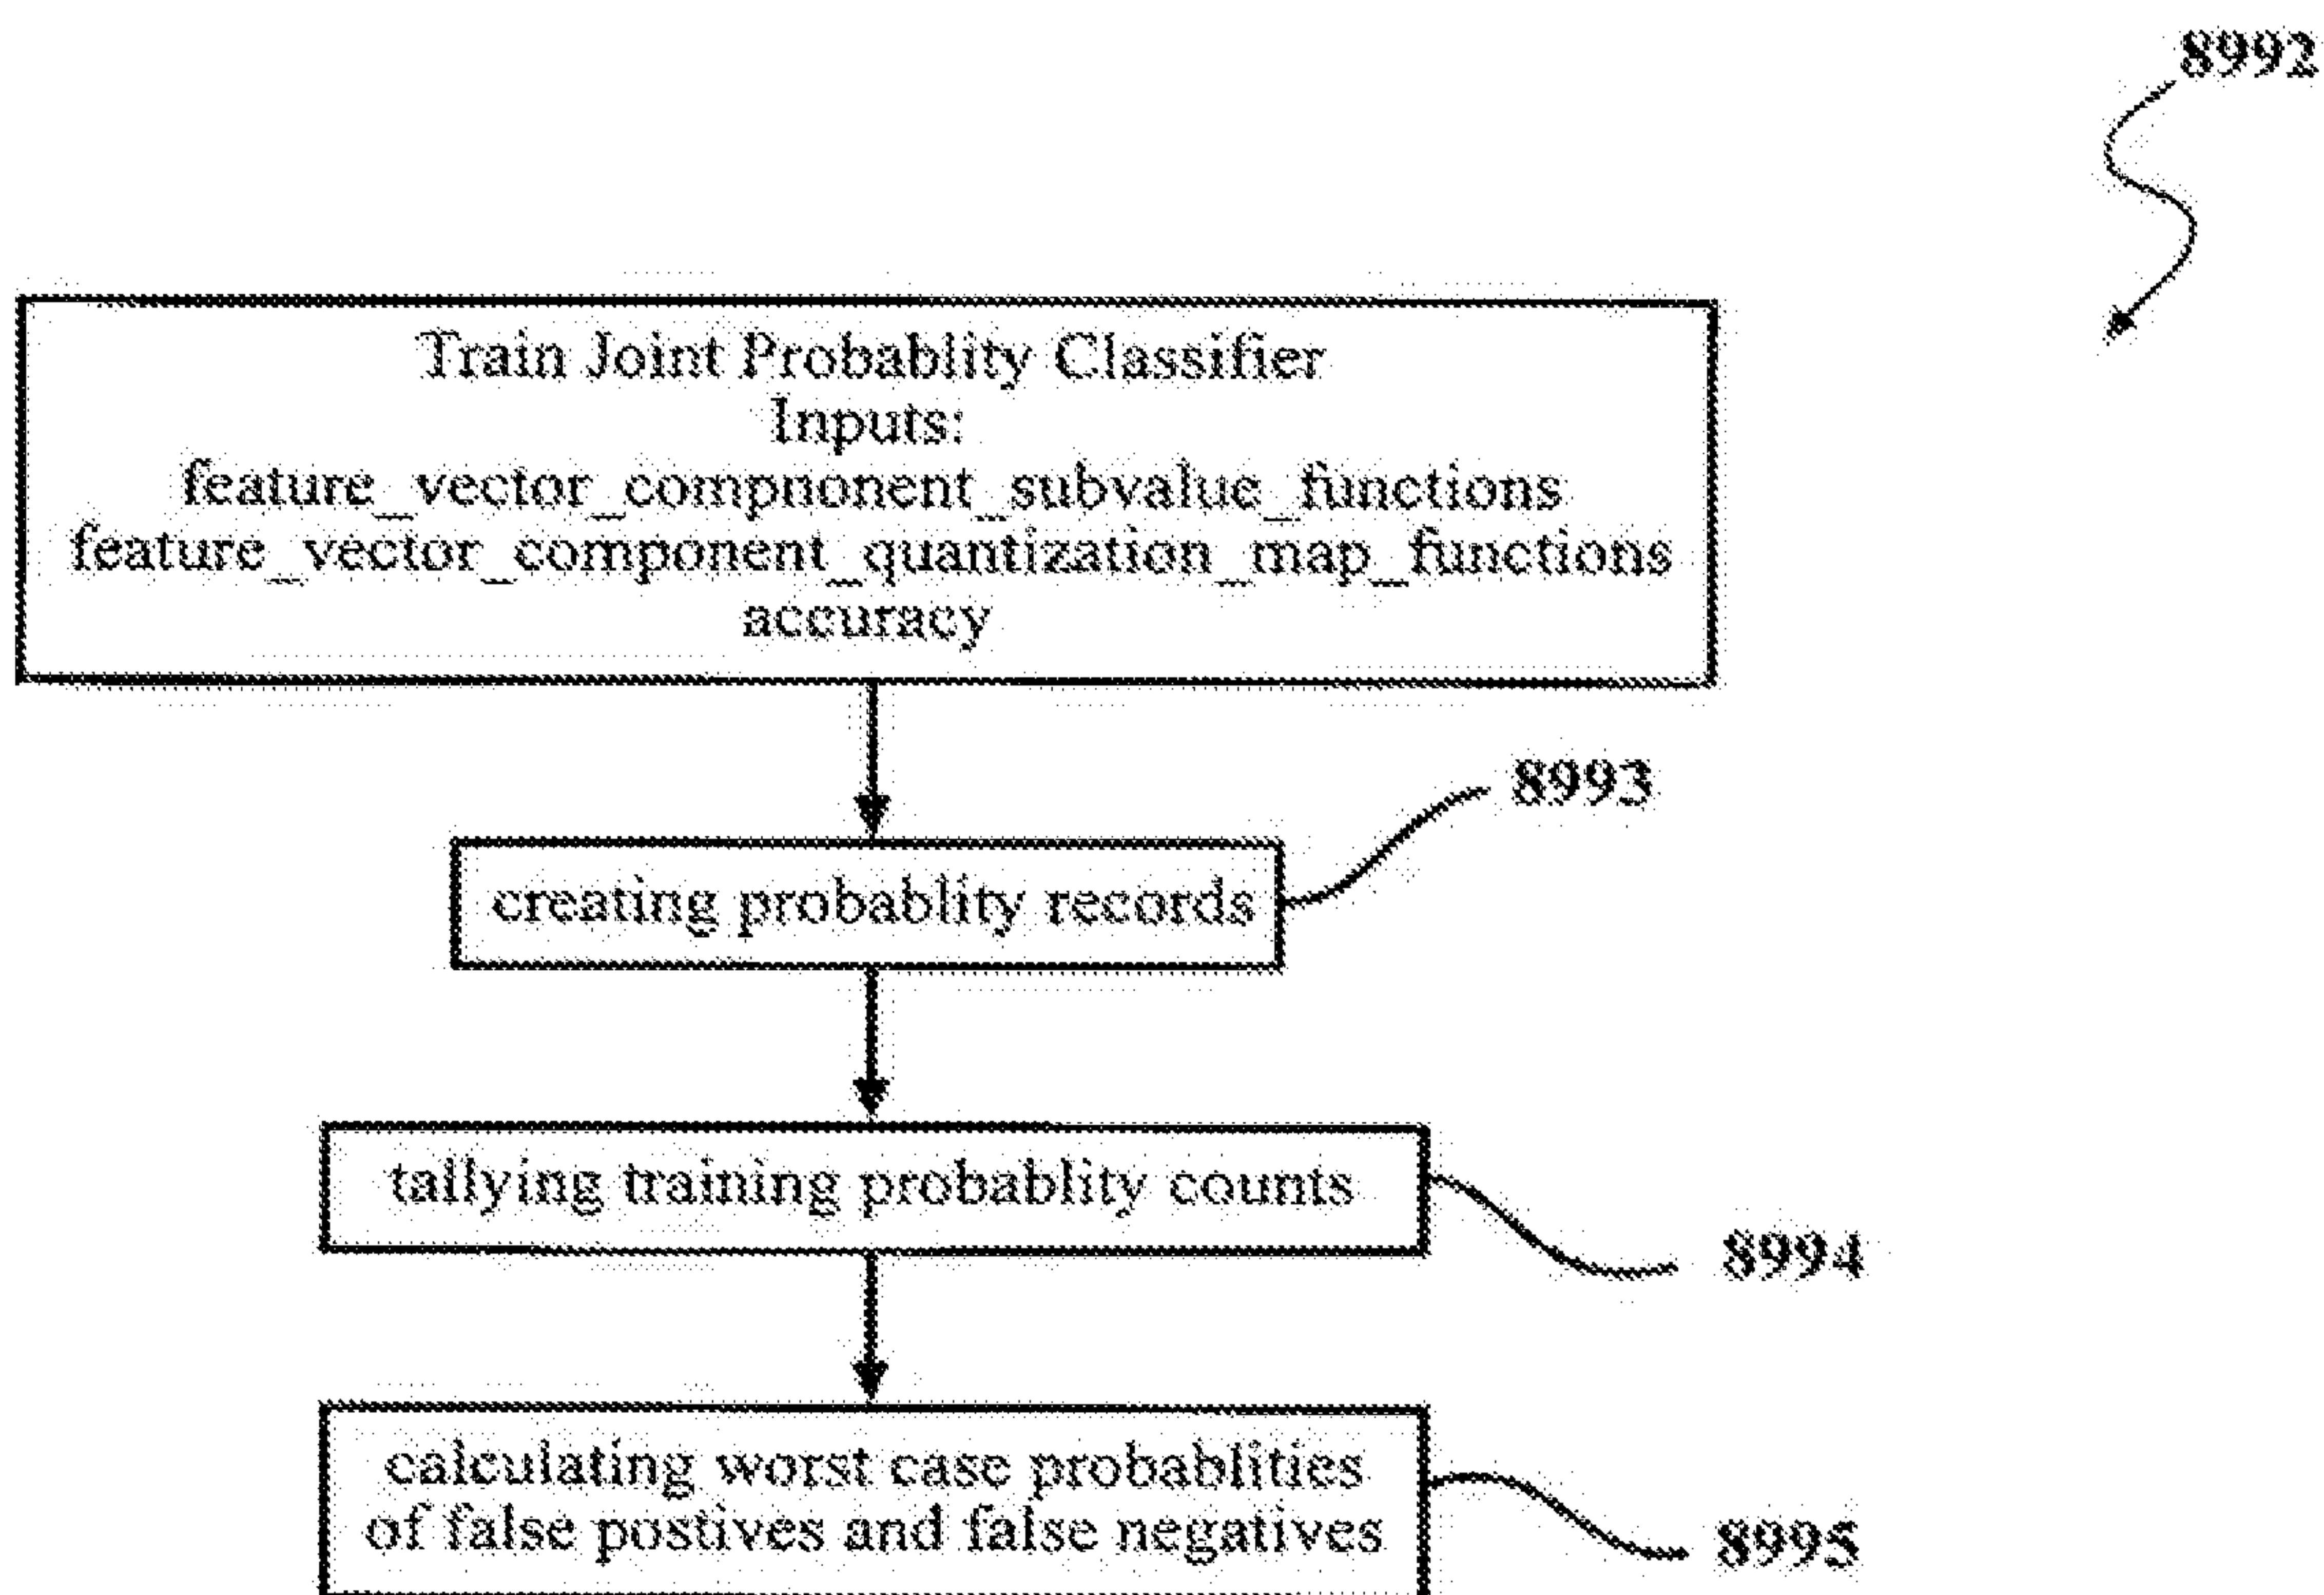 8992
Train Joint Probablity Classifier
Inputs:
feature_vector_compnonent_subvalue_functions
feature_vector_component_quantization_map_functions
accuracy
8993
creating probablity records
tallying training probablity counts
8994
calculating worst case probablities
of false postives and false negatives
8995